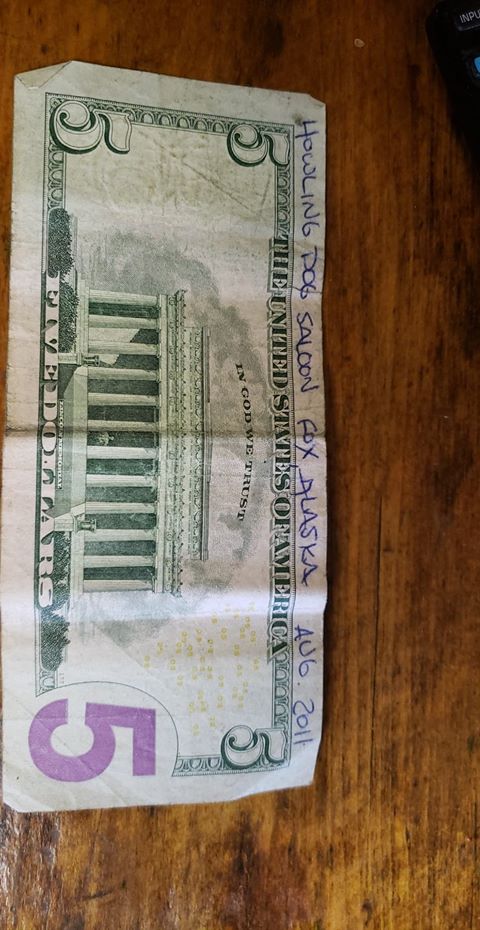 HOWLING DOG SALOON FOX, ALASKA AUG. 2011
5 5
THE UNITED STATES OF AMERICA
IN GOD WE TRUST
FIVE DOLLARS
5
5
INPU